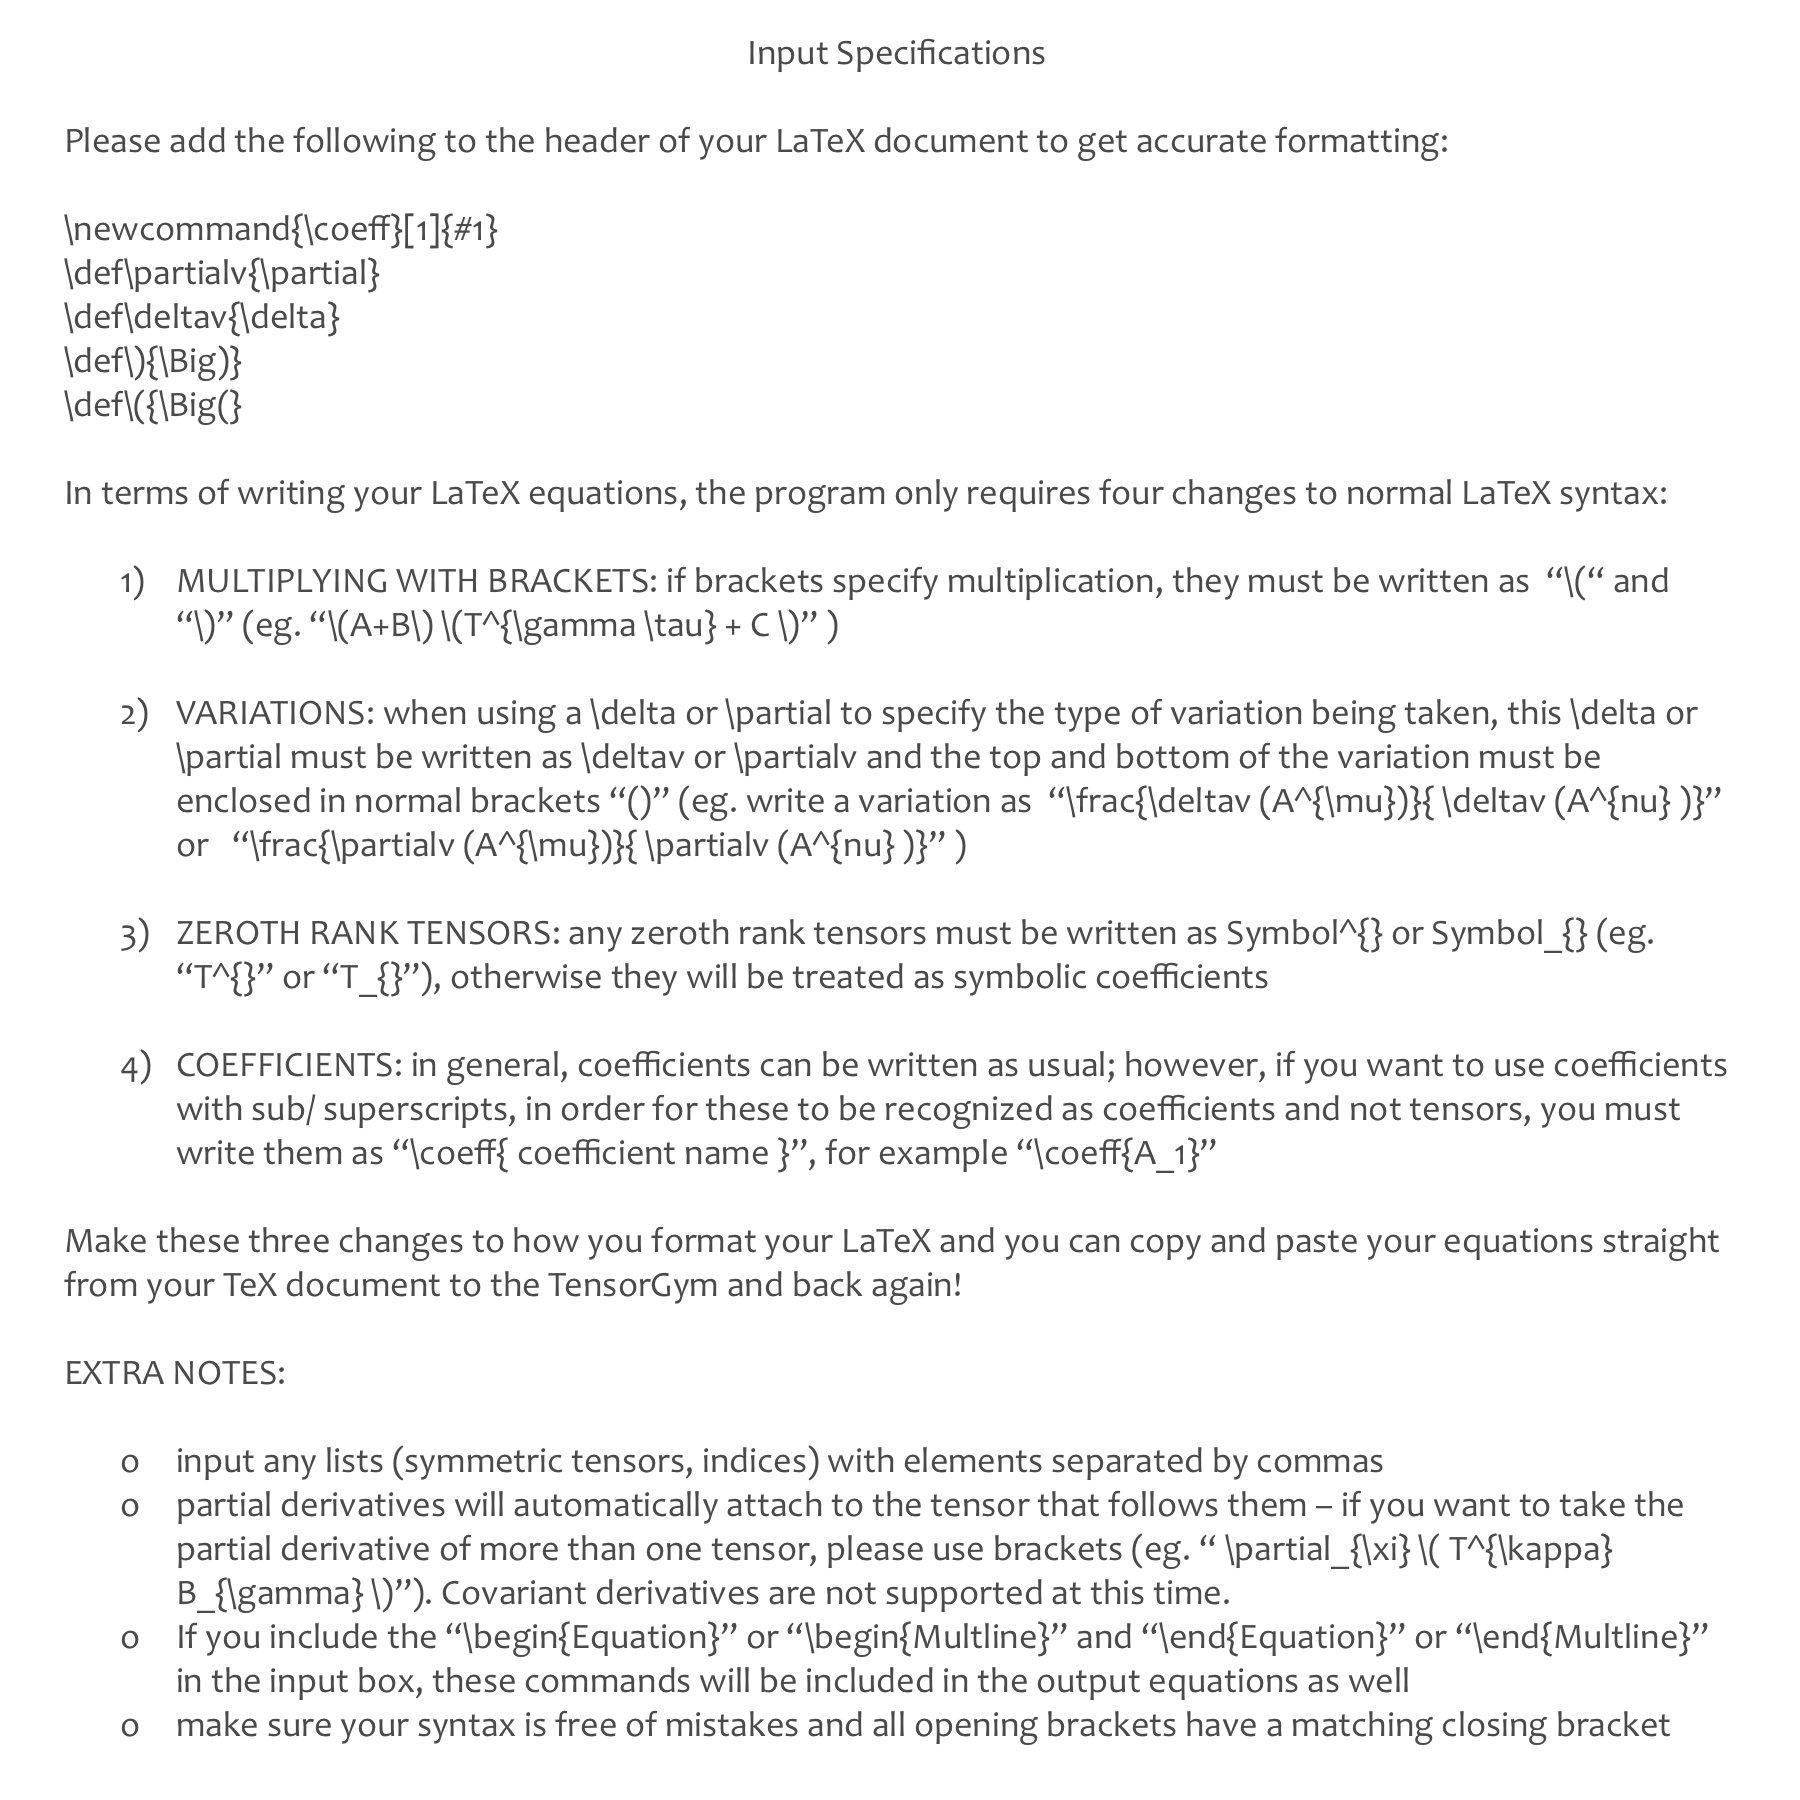 Input Specifications
Please add the following to the header of your LaTeX document to get accurate formatting:
\newcommand{\coeff}[1]{#1}
\def\partialv{\partial}
\def\deltav{\delta}
\def\){\Big)}
\def\({\Big(}
In terms of writing your LaTeX equations, the program only requires four changes to normal LaTeX syntax:
1) MULTIPLYING WITH BRACKETS: if brackets specify multiplication, they must be written as “\(“ and
“\)” (eg. “\(A+B\) \(T^{\gamma \tau} + C \)” )
2) VARIATIONS: when using a \delta or \partial to specify the type of variation being taken, this \delta or
\partial must be written as \deltav or \partialv and the top and bottom of the variation must be
enclosed in normal brackets “()” (eg. write a variation as “\frac{\deltav (A^{\mu})}{ \deltav (A^{nu} )}”
or “\frac{\partialv (A^{\mu})}{ \partialv (A^{nu} )}” )
3) ZEROTH RANK TENSORS: any zeroth rank tensors must be written as Symbol^{} or Symbol_{} (eg.
“T^{}” or “T_{}”), otherwise they will be treated as symbolic coefficients
4) COEFFICIENTS: in general, coefficients can be written as usual; however, if you want to use coefficients
with sub/ superscripts, in order for these to be recognized as coefficients and not tensors, you must
write them as “\coeff{ coefficient name }”, for example “\coeff{A_1}”
Make these three changes to how you format your LaTeX and you can copy and paste your equations straight
from your TeX document to the TensorGym and back again!
EXTRA NOTES:
o input any lists (symmetric tensors, indices) with elements separated by commas
o partial derivatives will automatically attach to the tensor that follows them – if you want to take the
partial derivative of more than one tensor, please use brackets (eg. “ \partial_{\xi} \( T^{\kappa}
B_{\gamma} \)”). Covariant derivatives are not supported at this time.
o If you include the “\begin{Equation}” or “\begin{Multline}” and “\end{Equation}” or “\end{Multline}”
in the input box, these commands will be included in the output equations as well
o make sure your syntax is free of mistakes and all opening brackets have a matching closing bracket